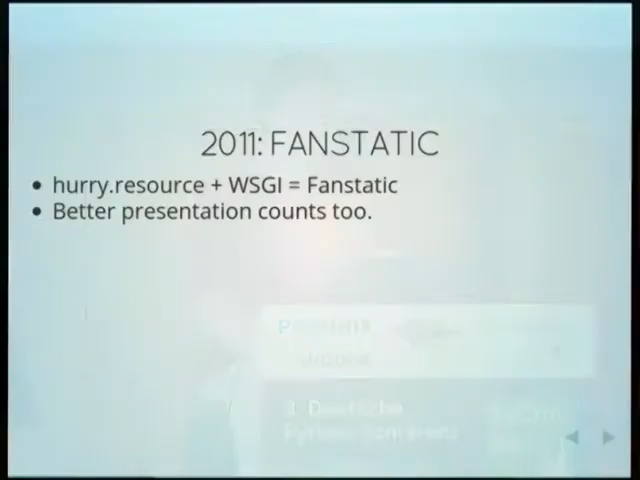 2011: FANSTATIC
• hurry.resource + WSGI = Fanstatic
• Better presentation counts too.